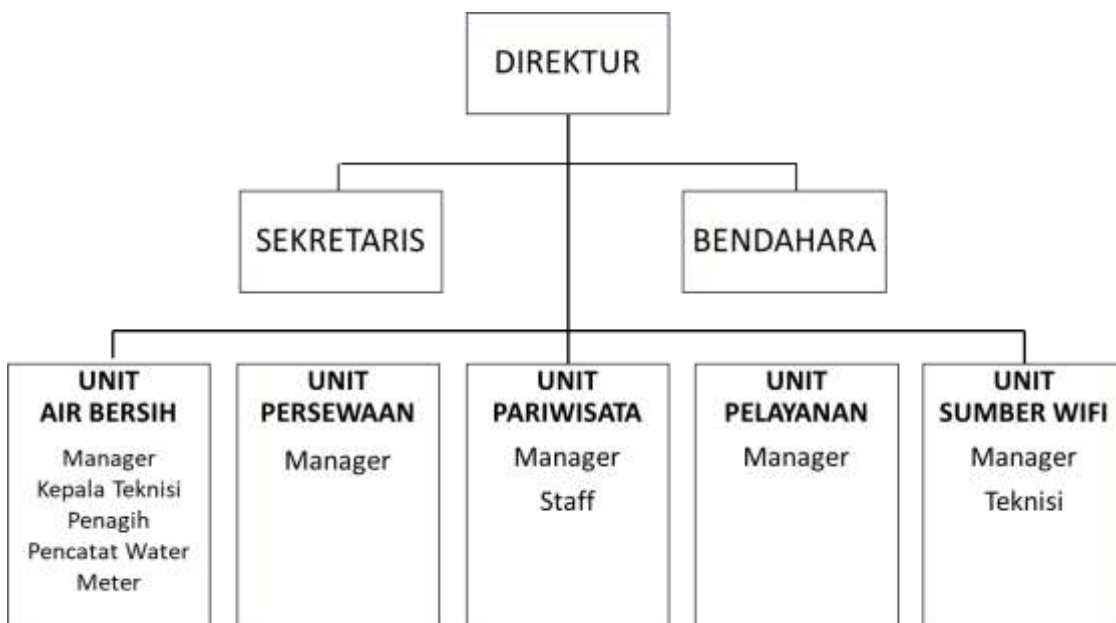 DIREKTUR
SEKRETARIS
BENDAHARA
UNIT
AIR BERSIH
Manager
Kepala Teknisi
Penagih
Pencatat Water
Meter
UNIT
PERSEWAAN
Manager
UNIT
PARIWISATA
Manager
Staff
UNIT
PELAYANAN
Manager
UNIT
SUMBER WIFI
Manager
Teknisi